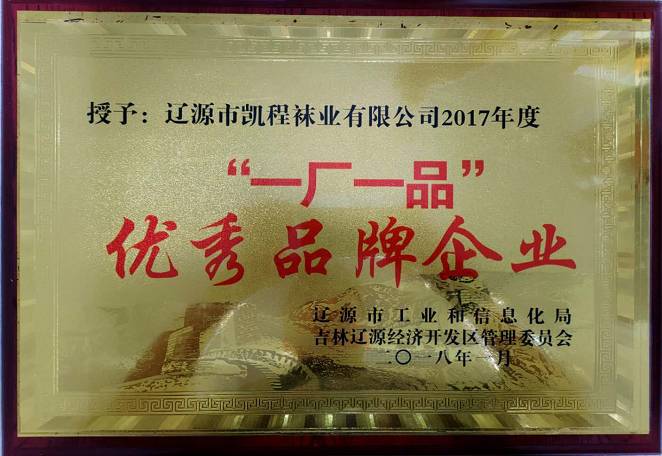 授予：辽源市凯程袜业有限公司2017年度
“一厂一品”
优秀品牌企业
辽源市工业和信息化局
吉林辽源经济开发区管理委员会
二〇一八年一月